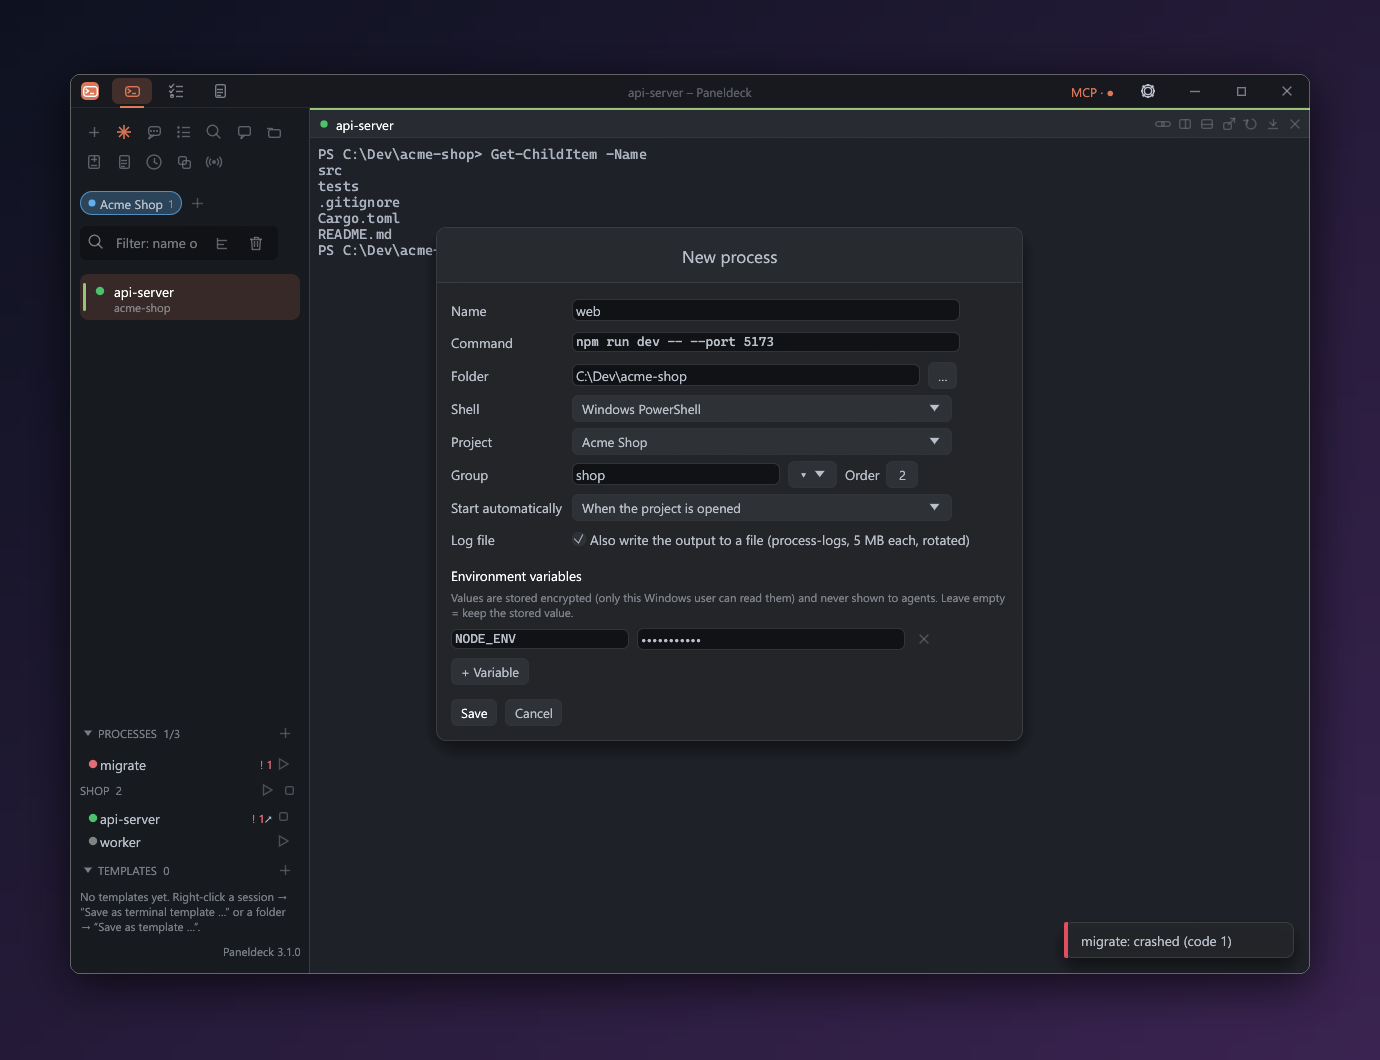 api-server – Paneldeck
MCP ·
Acme Shop 1
Filter: name o
api-server
acme-shop
api-server
PS C:\Dev\acme-shop> Get-ChildItem -Name
src
tests
.gitignore
Cargo.toml
README.md
PS C:\Dev\acme-
New process
Name
web
Command
npm run dev -- --port 5173
Folder
C:\Dev\acme-shop
...
Shell
Windows PowerShell
Project
Acme Shop
Group
shop
Order
2
Start automatically
When the project is opened
Log file
Also write the output to a file (process-logs, 5 MB each, rotated)
Environment variables
Values are stored encrypted (only this Windows user can read them) and never shown to agents. Leave empty
= keep the stored value.
NODE_ENV
•••••••••••
+ Variable
Save
Cancel
PROCESSES 1/3
migrate
! 1
SHOP 2
api-server
! 1↗
worker
TEMPLATES 0
No templates yet. Right-click a session →
"Save as terminal template ..." or a folder
→ "Save as template ...".
Paneldeck 3.1.0
migrate: crashed (code 1)